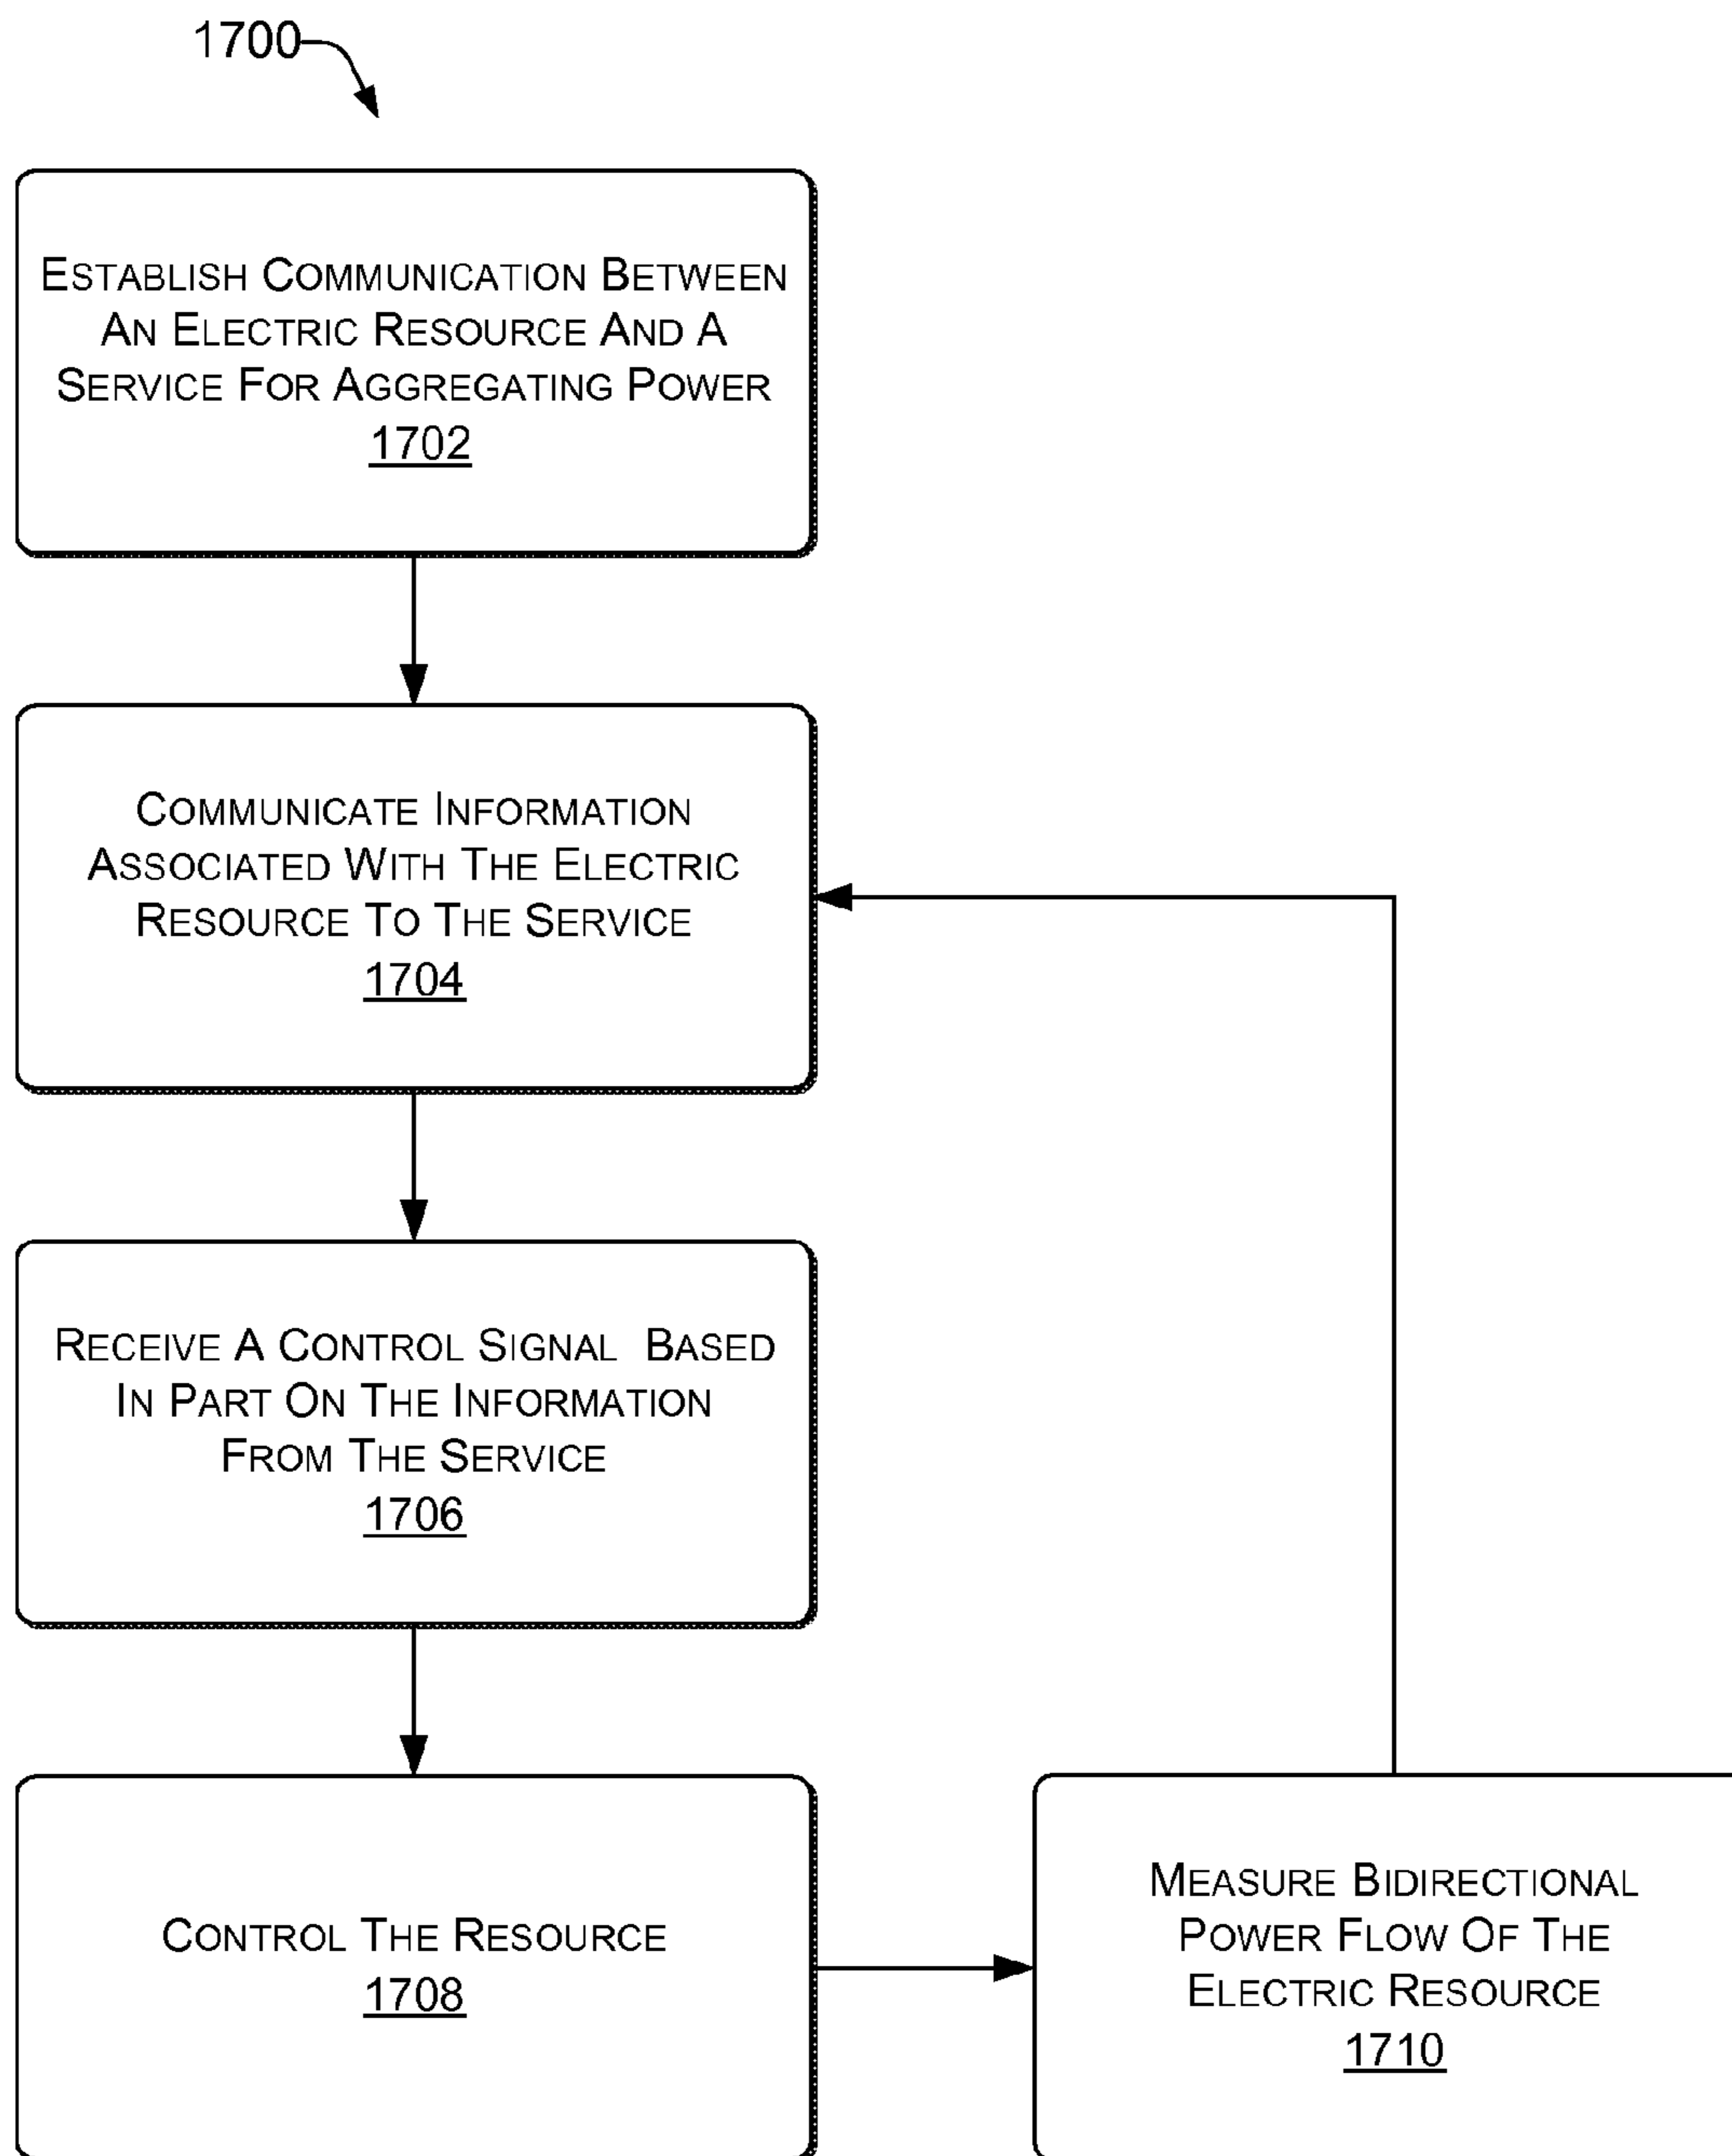 1700
ESTABLISH COMMUNICATION BETWEEN
AN ELECTRIC RESOURCE AND A
SERVICE FOR AGGREGATING POWER
1702
COMMUNICATE INFORMATION
ASSOCIATED WITH THE ELECTRIC
RESOURCE TO THE SERVICE
1704
RECEIVE A CONTROL SIGNAL BASED
IN PART ON THE INFORMATION
FROM THE SERVICE
1706
CONTROL THE RESOURCE
1708
MEASURE BIDIRECTIONAL
POWER FLOW OF THE
ELECTRIC RESOURCE
1710